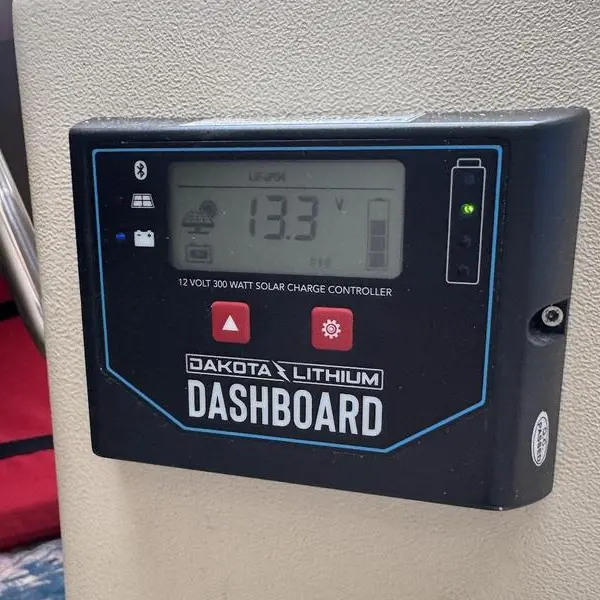 LiFePO4
13.3 V
12 VOLT 300 WATT SOLAR CHARGE CONTROLLER
DAKOTA LITHIUM
DASHBOARD